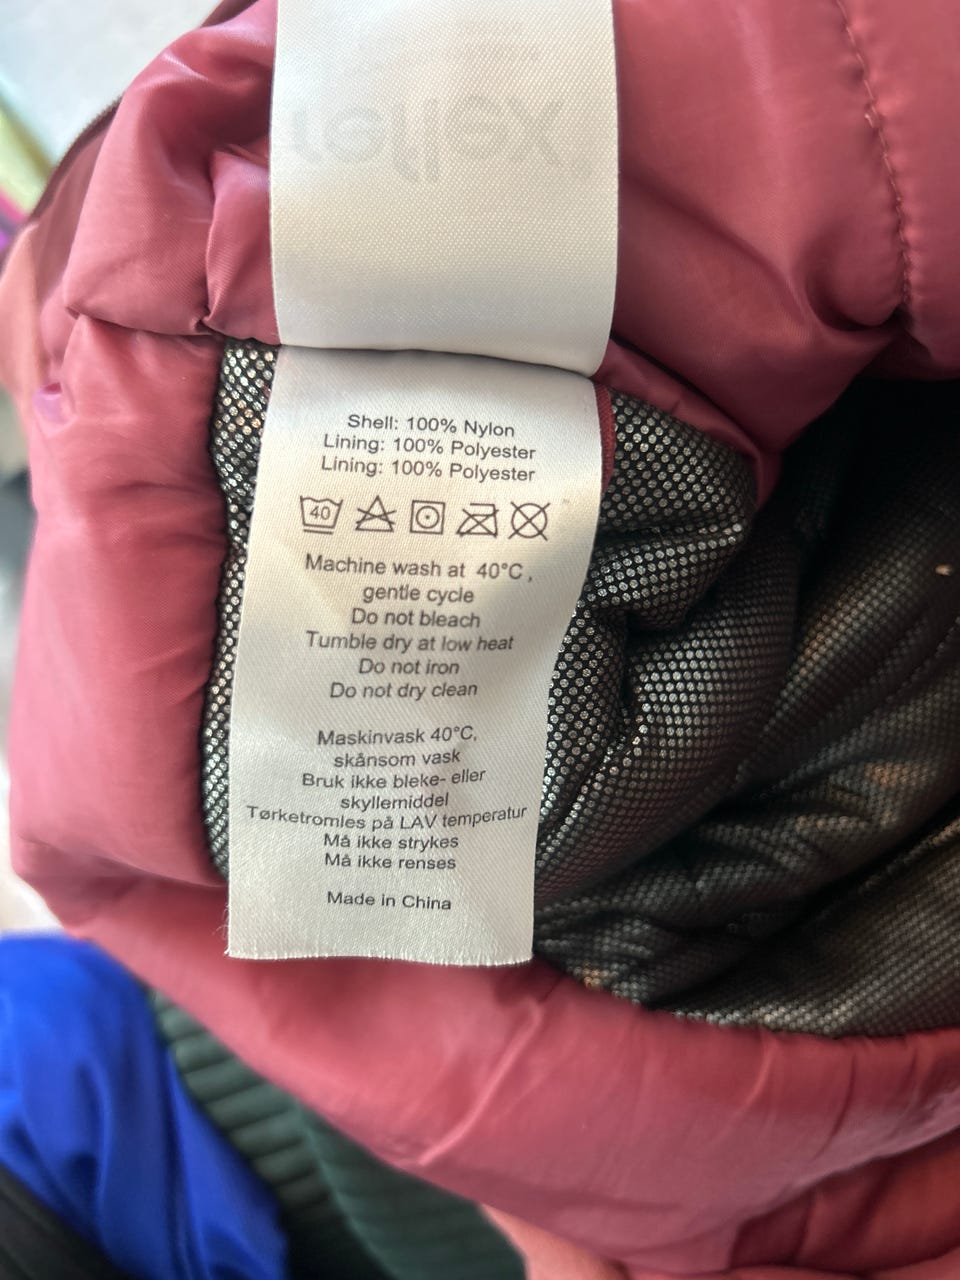 Shell: 100% Nylon
Lining: 100% Polyester
Lining: 100% Polyester
40
Machine wash at 40°C,
gentle cycle
Do not bleach
Tumble dry at low heat
Do not iron
Do not dry clean
Maskinvask 40°C,
skånsom vask
Bruk ikke bleke- eller
skyllemiddel
Tørketromles på LAV temperatur
Må ikke strykes
Må ikke renses
Made in China